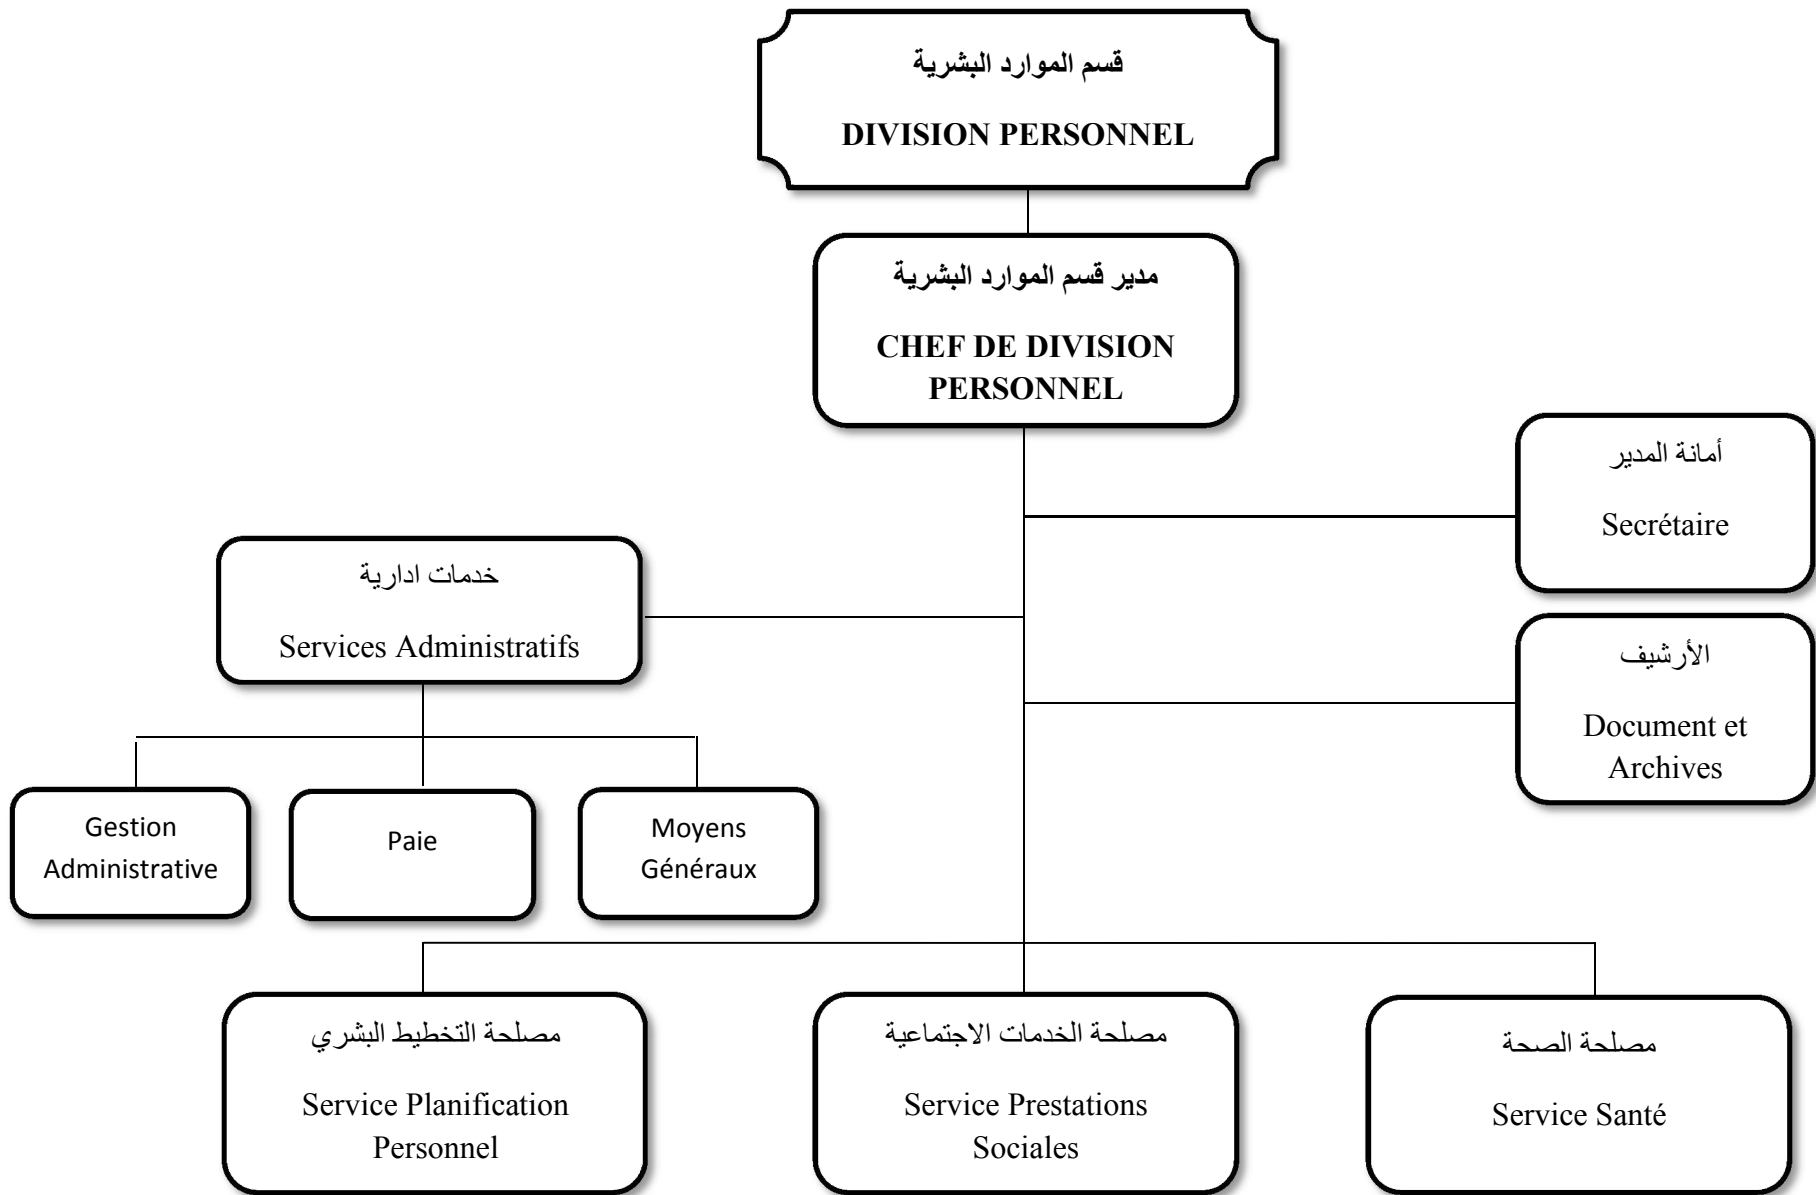 قسم الموارد البشرية
DIVISION PERSONNEL
مدير قسم الموارد البشرية
CHEF DE DIVISION
PERSONNEL
أمانة المدير
Secrétaire
خدمات ادارية
Services Administratifs
الأرشيف
Document et
Archives
Gestion
Administrative
Paie
Moyens
Généraux
مصلحة التخطيط البشري
Service Planification
Personnel
مصلحة الخدمات الاجتماعية
Service Prestations
Sociales
مصلحة الصحة
Service Santé